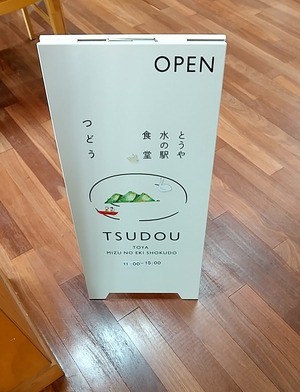 OPEN
とうや
水の駅
食堂
つどう
TSUDOU
TOYA
MIZU NO EKI SHOKUDO
11:00-15:00